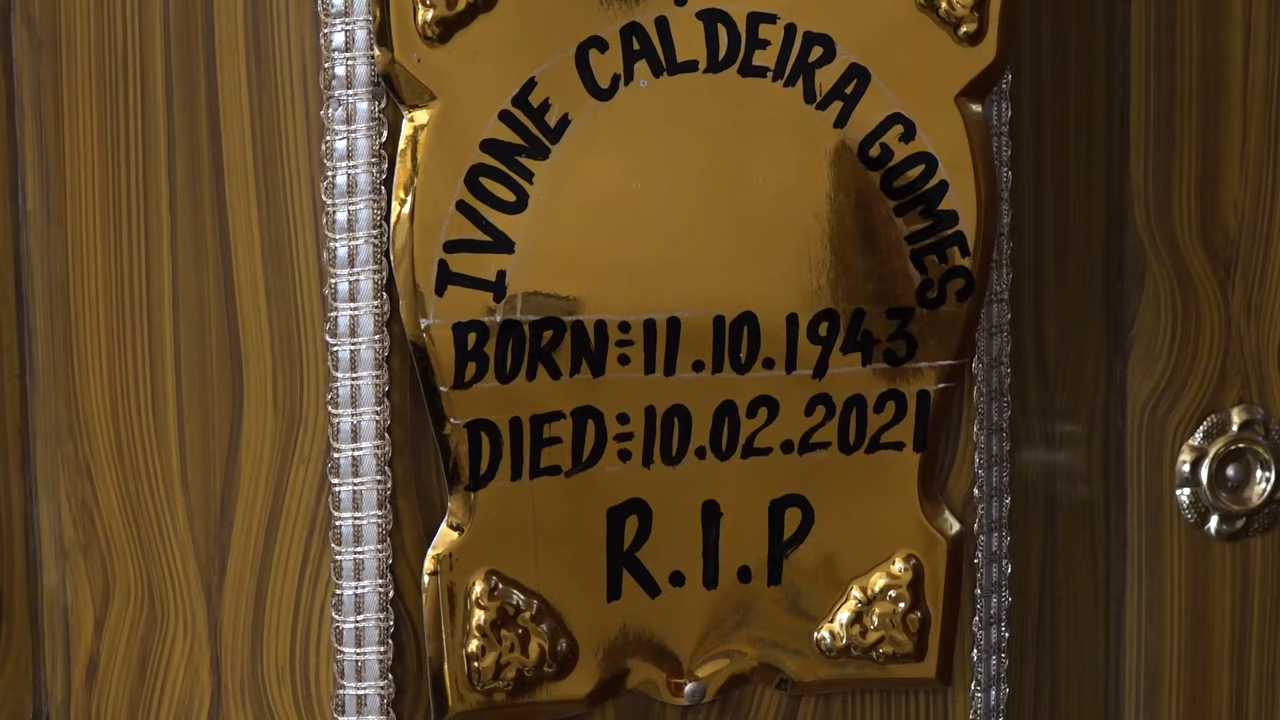 IVONE CALDEIRA GOMES
BORN:11.10.1943
DIED:10.02.2021
R.I.P